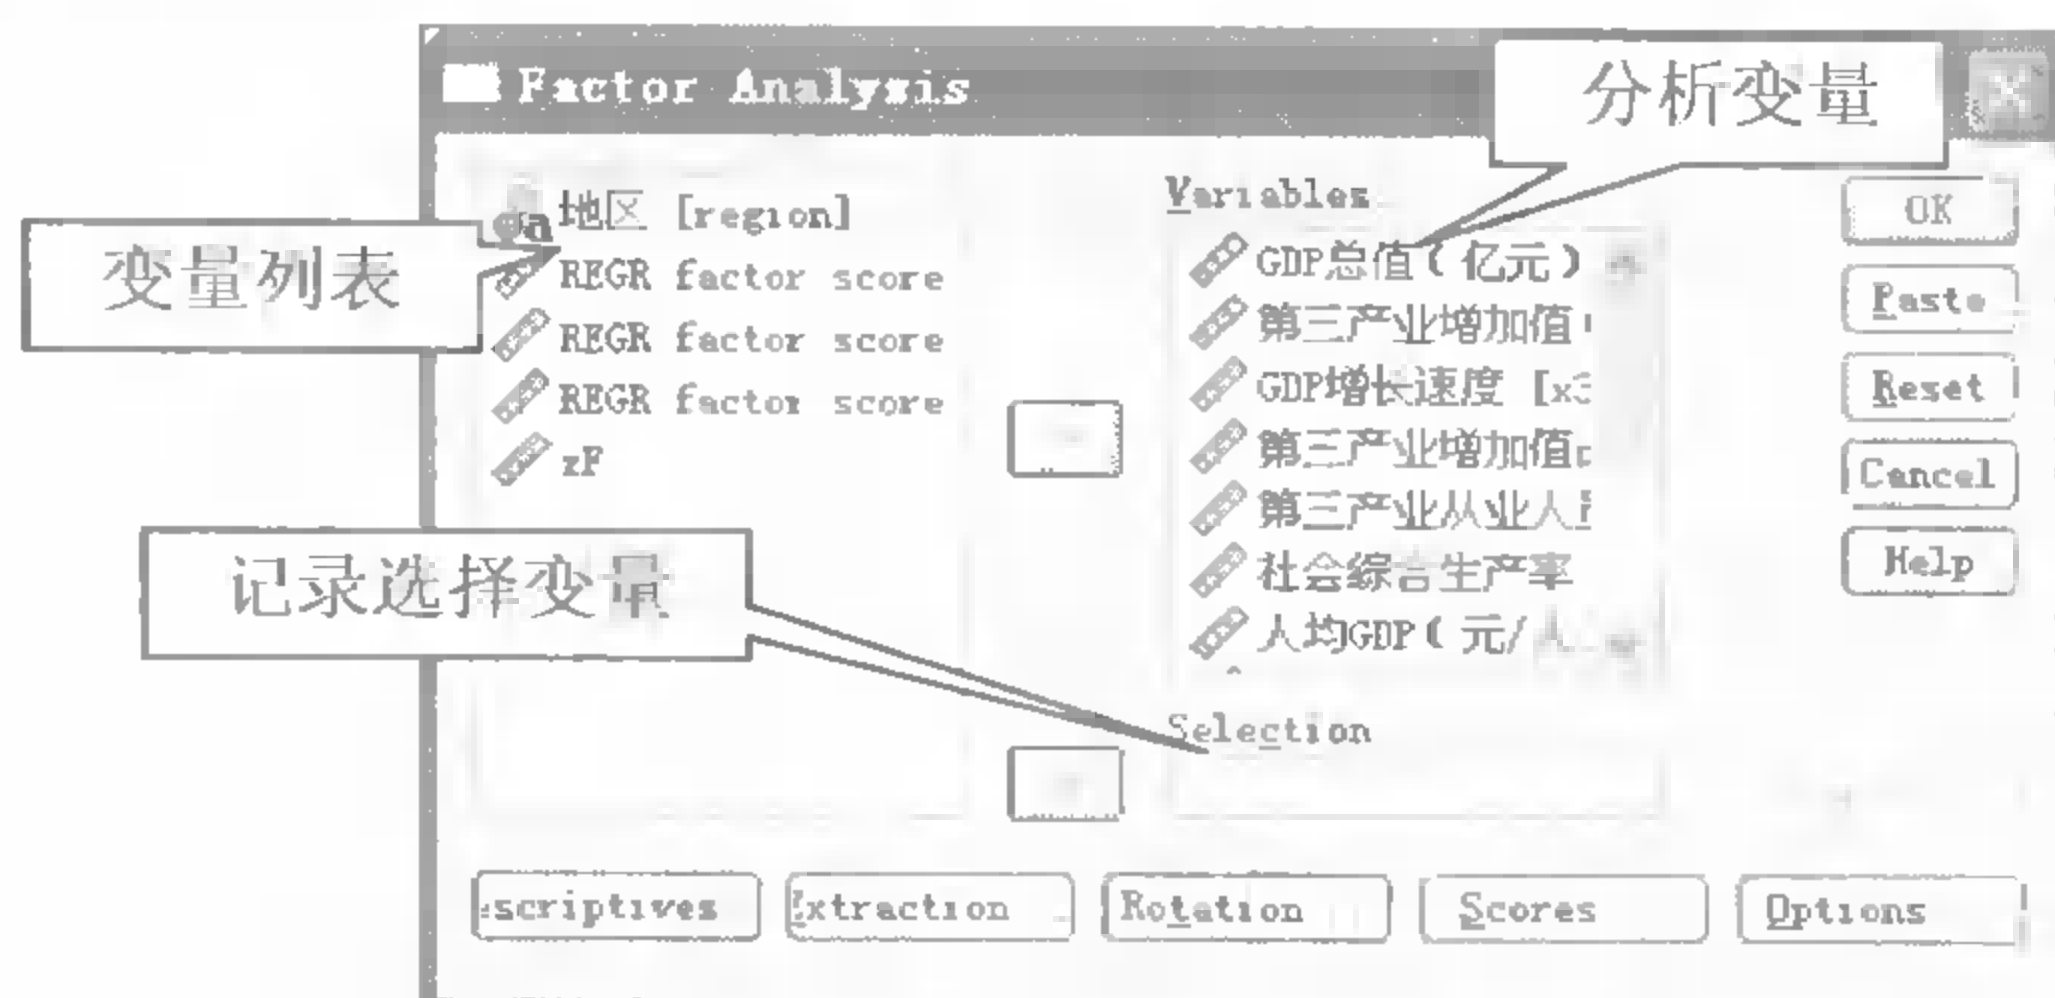 Factor Analysis
分析变量
变量列表
地区 [region]
REGR factor score
REGR factor score
REGR factor score
zF
记录选择变量
Variables
GDP总值(亿元)
第三产业增加值
GDP增长速度 [x3
第三产业增加值
第三产业从业人
社会综合生产率
人均GDP(元/人
Selection
OK
Paste
Reset
Cancel
Help
scriptives
xtraction
Rotation
Scores
Options